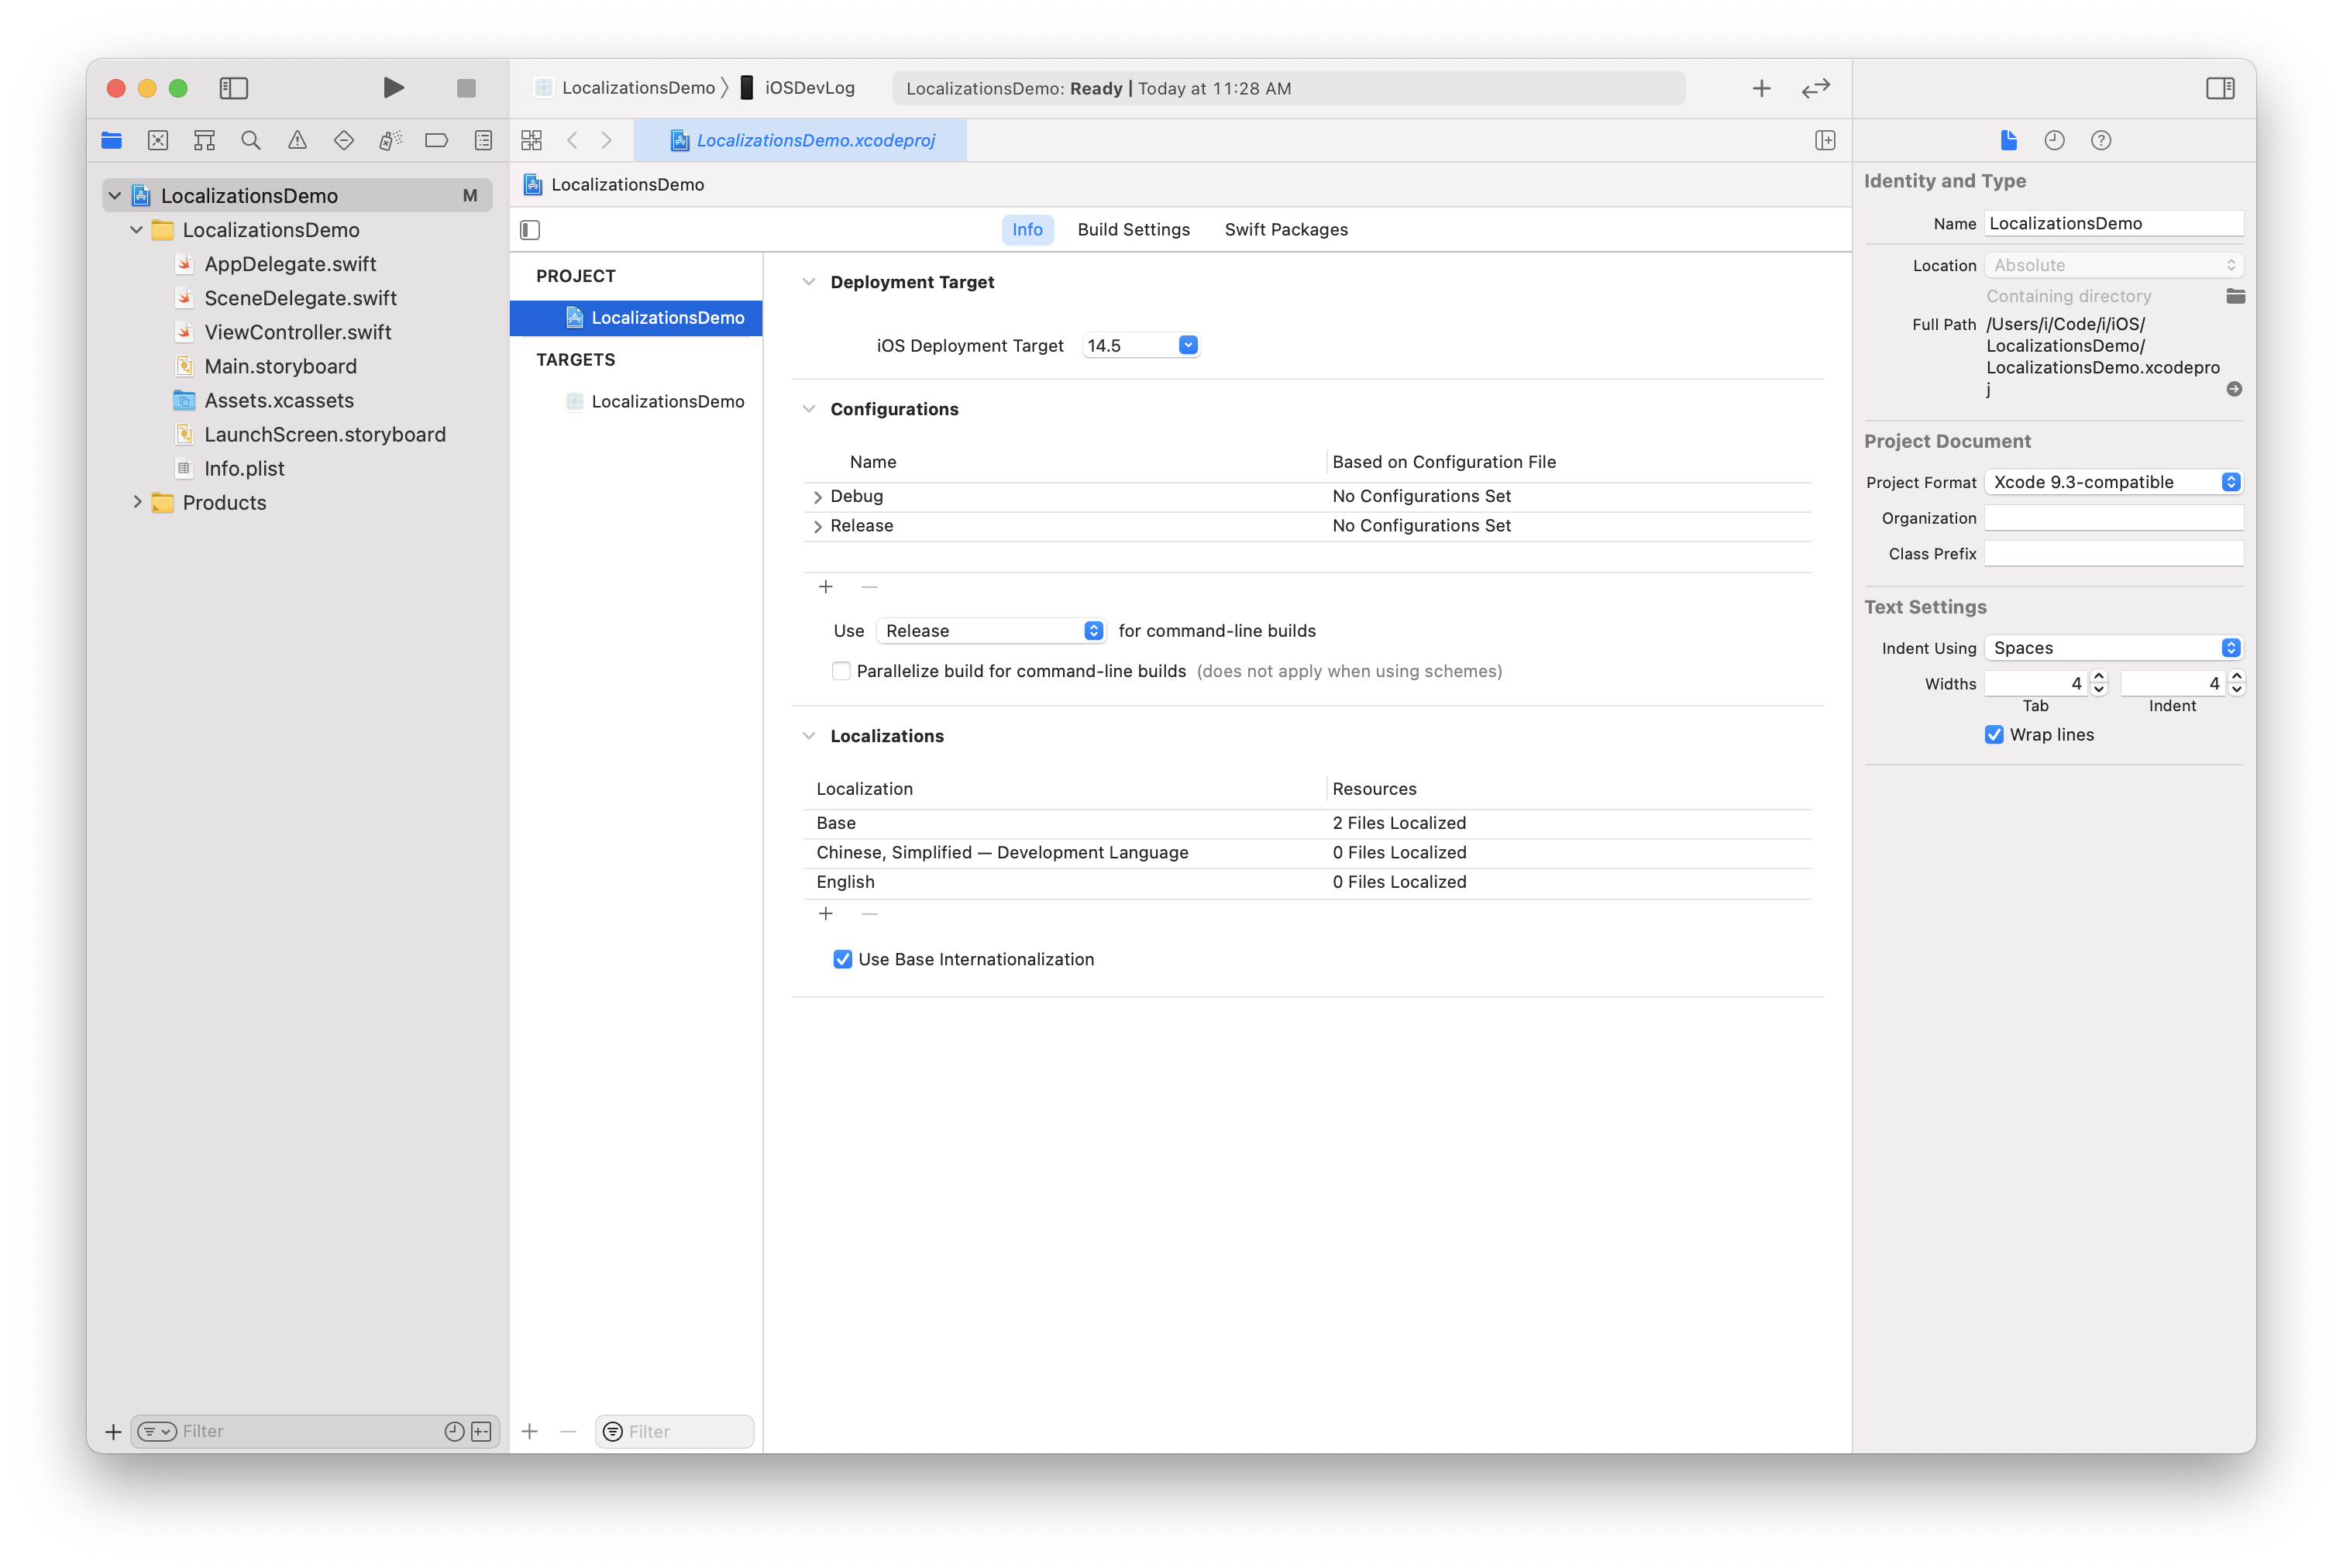 LocalizationsDemo
iOSDevLog
LocalizationsDemo: Ready | Today at 11:28 AM
LocalizationsDemo.xcodeproj
LocalizationsDemo M
LocalizationsDemo
AppDelegate.swift
SceneDelegate.swift
ViewController.swift
Main.storyboard
Assets.xcassets
LaunchScreen.storyboard
Info.plist
Products
Filter
LocalizationsDemo
Info Build Settings Swift Packages
PROJECT
LocalizationsDemo
TARGETS
LocalizationsDemo
Filter
Deployment Target
iOS Deployment Target 14.5
Configurations
Name Based on Configuration File
Debug No Configurations Set
Release No Configurations Set
Use Release for command-line builds
Parallelize build for command-line builds (does not apply when using schemes)
Localizations
Localization Resources
Base 2 Files Localized
Chinese, Simplified — Development Language 0 Files Localized
English 0 Files Localized
Use Base Internationalization
Identity and Type
Name LocalizationsDemo
Location Absolute
Containing directory
Full Path /Users/i/Code/i/iOS/
LocalizationsDemo/
LocalizationsDemo.xcodepro
j
Project Document
Project Format Xcode 9.3-compatible
Organization
Class Prefix
Text Settings
Indent Using Spaces
Widths 4 4
Tab Indent
Wrap lines